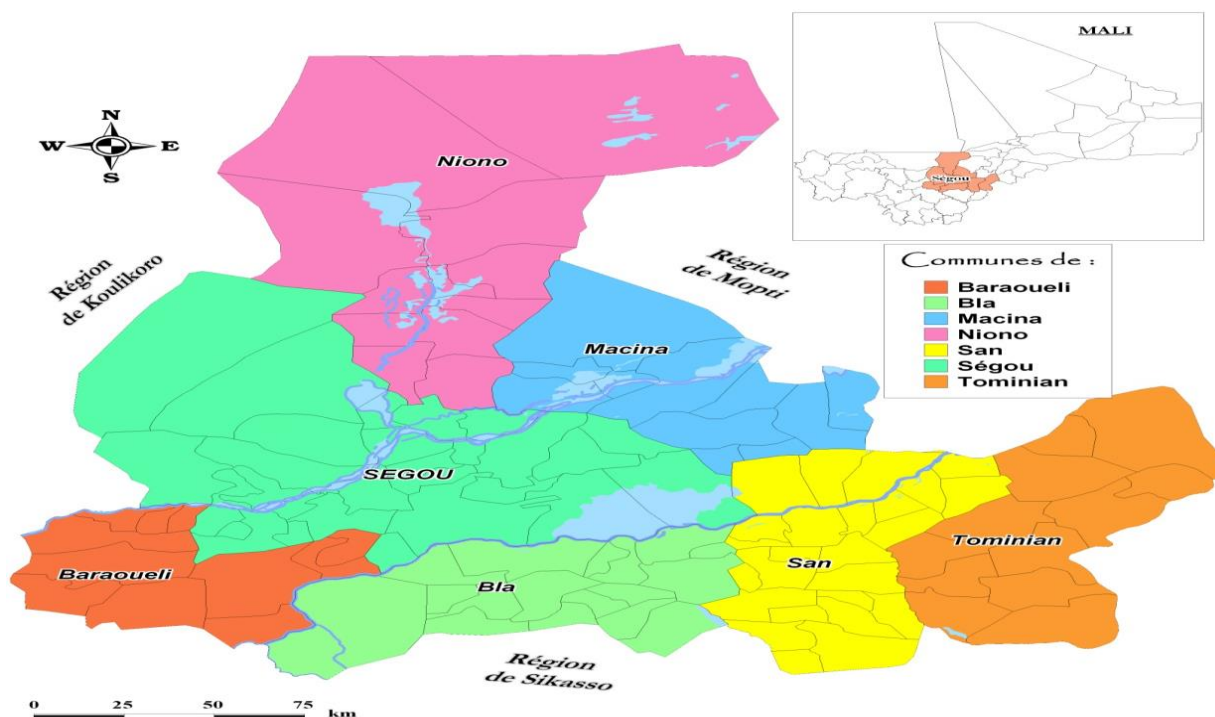 MALI
Ségou
N
W E
S
Niono
Région
de Koulikoro
Région
de Mopti
Communes de :
Baraoueli
Bla
Macina
Niono
San
Ségou
Tominian
Macina
SEGOU
Baraoueli
Bla
San
Tominian
Région
de Sikasso
0 25 50 75
km